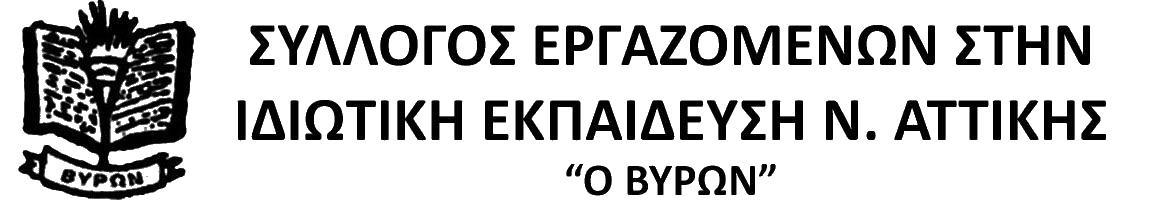 ΣΥΛΛΟΓΟΣ ΕΡΓΑΖΟΜΕΝΩΝ ΣΤΗΝ
ΙΔΙΩΤΙΚΗ ΕΚΠΑΙΔΕΥΣΗ Ν. ΑΤΤΙΚΗΣ
“Ο ΒΥΡΩΝ”
ΒΥΡΩΝ